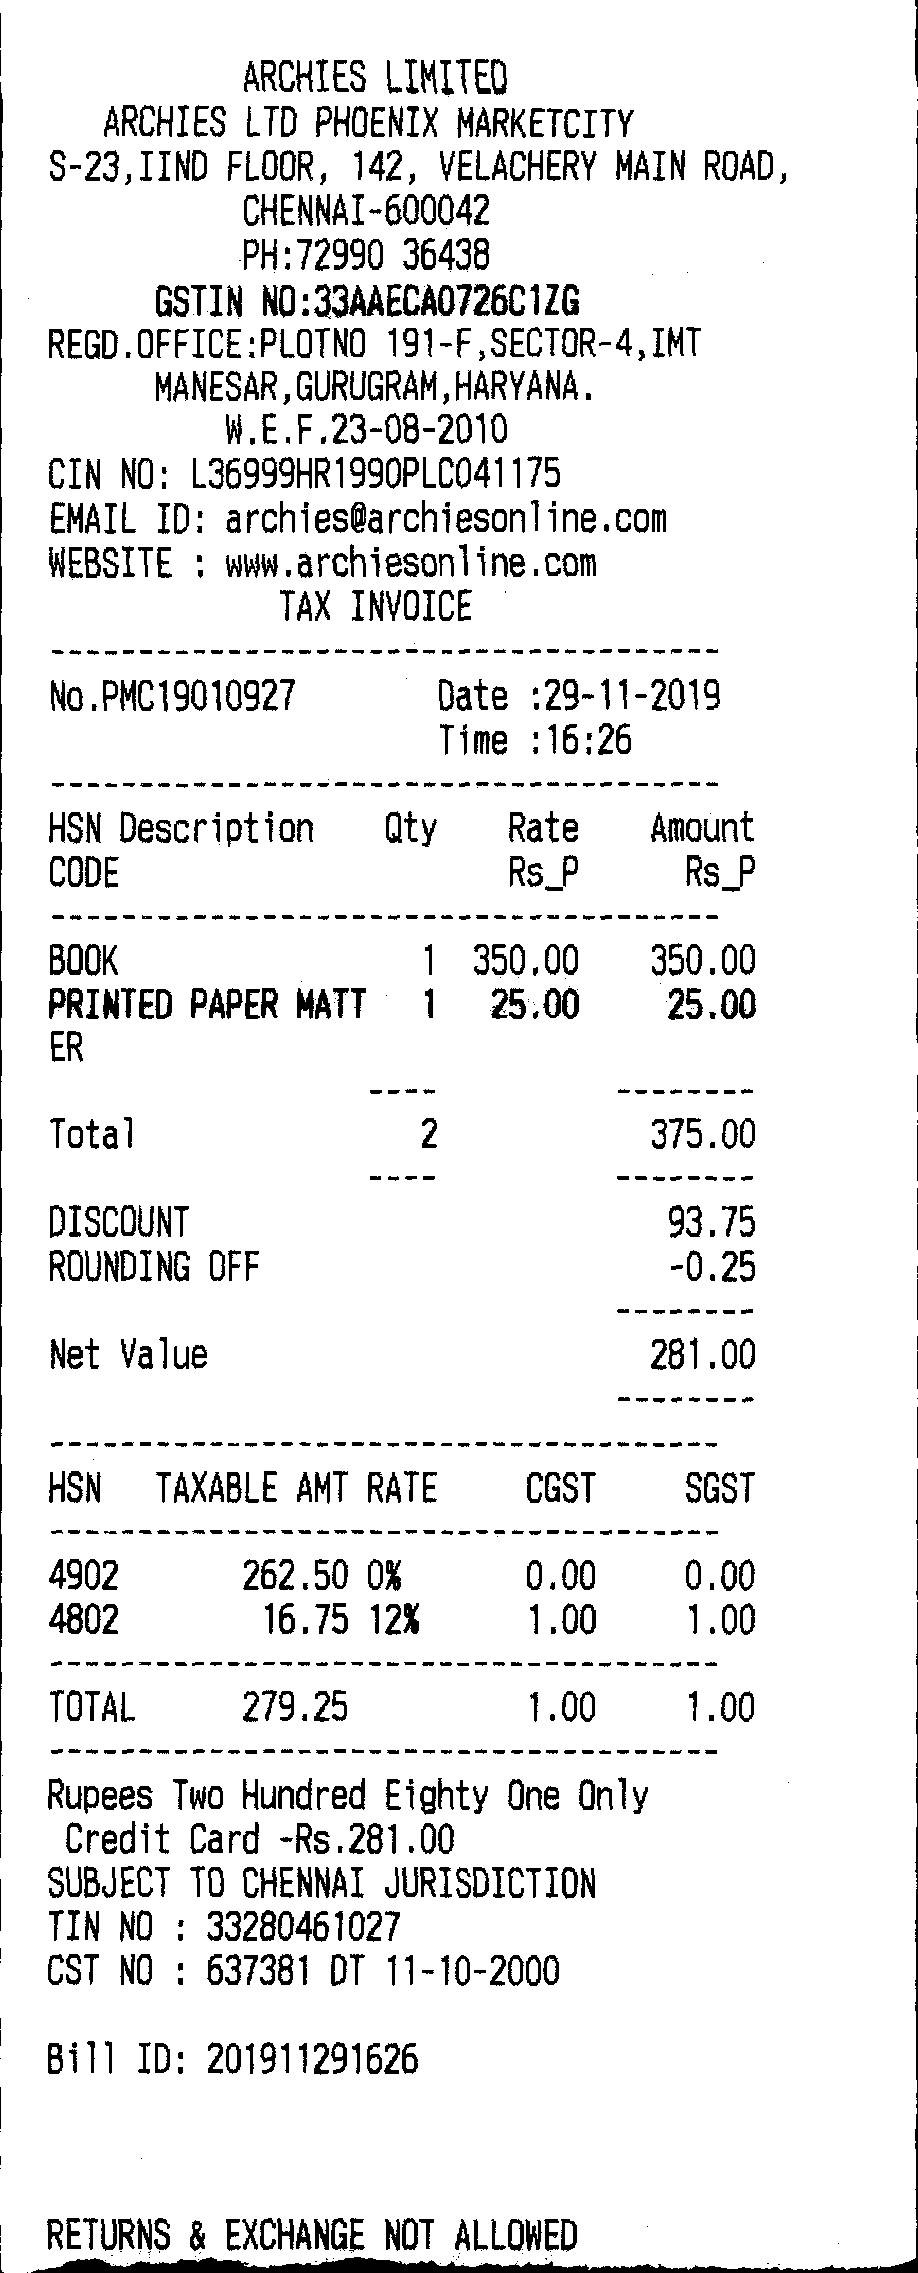 ARCHIES LIMITED
ARCHIES LTD PHOENIX MARKETCITY
S-23,IIND FLOOR, 142, VELACHERY MAIN ROAD,
CHENNAI-600042
PH:72990 36438
GSTIN NO:33AAECA0726C1ZG
REGD.OFFICE:PLOTNO 191-F,SECTOR-4,IMT
MANESAR,GURUGRAM,HARYANA.
W.E.F.23-08-2010
CIN NO: L36999HR1990PLC041175
EMAIL ID: archies@archiesonline.com
WEBSITE : www.archiesonline.com
TAX INVOICE
---------------------------------------
No.PMC19010927 Date :29-11-2019
Time :16:26
---------------------------------------
HSN Description Qty Rate Amount
CODE Rs_P Rs_P
---------------------------------------
BOOK 1 350.00 350.00
PRINTED PAPER MATT 1 25.00 25.00
ER
---- --------
Total 2 375.00
---- --------
DISCOUNT 93.75
ROUNDING OFF -0.25
--------
Net Value 281.00
--------
---------------------------------------
HSN TAXABLE AMT RATE CGST SGST
---------------------------------------
4902 262.50 0% 0.00 0.00
4802 16.75 12% 1.00 1.00
---------------------------------------
TOTAL 279.25 1.00 1.00
---------------------------------------
Rupees Two Hundred Eighty One Only
Credit Card -Rs.281.00
SUBJECT TO CHENNAI JURISDICTION
TIN NO : 33280461027
CST NO : 637381 DT 11-10-2000
Bill ID: 201911291626
RETURNS & EXCHANGE NOT ALLOWED